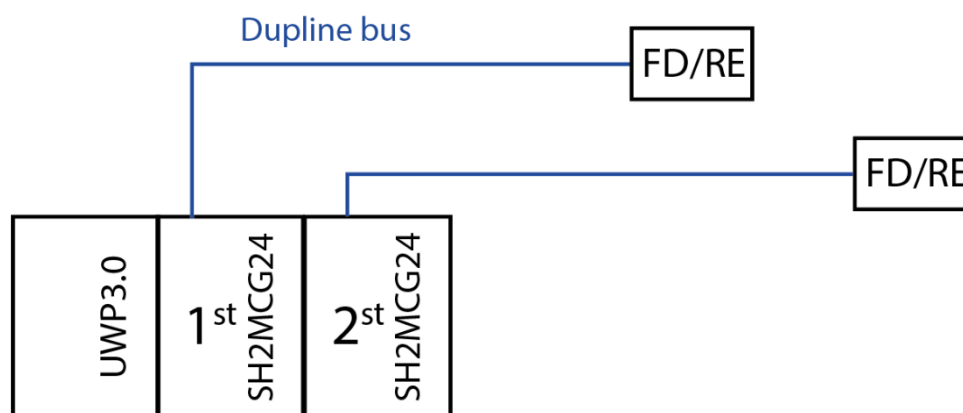 Dupline bus
FD/RE
FD/RE
UWP3.0
1st SH2MCG24
2st SH2MCG24